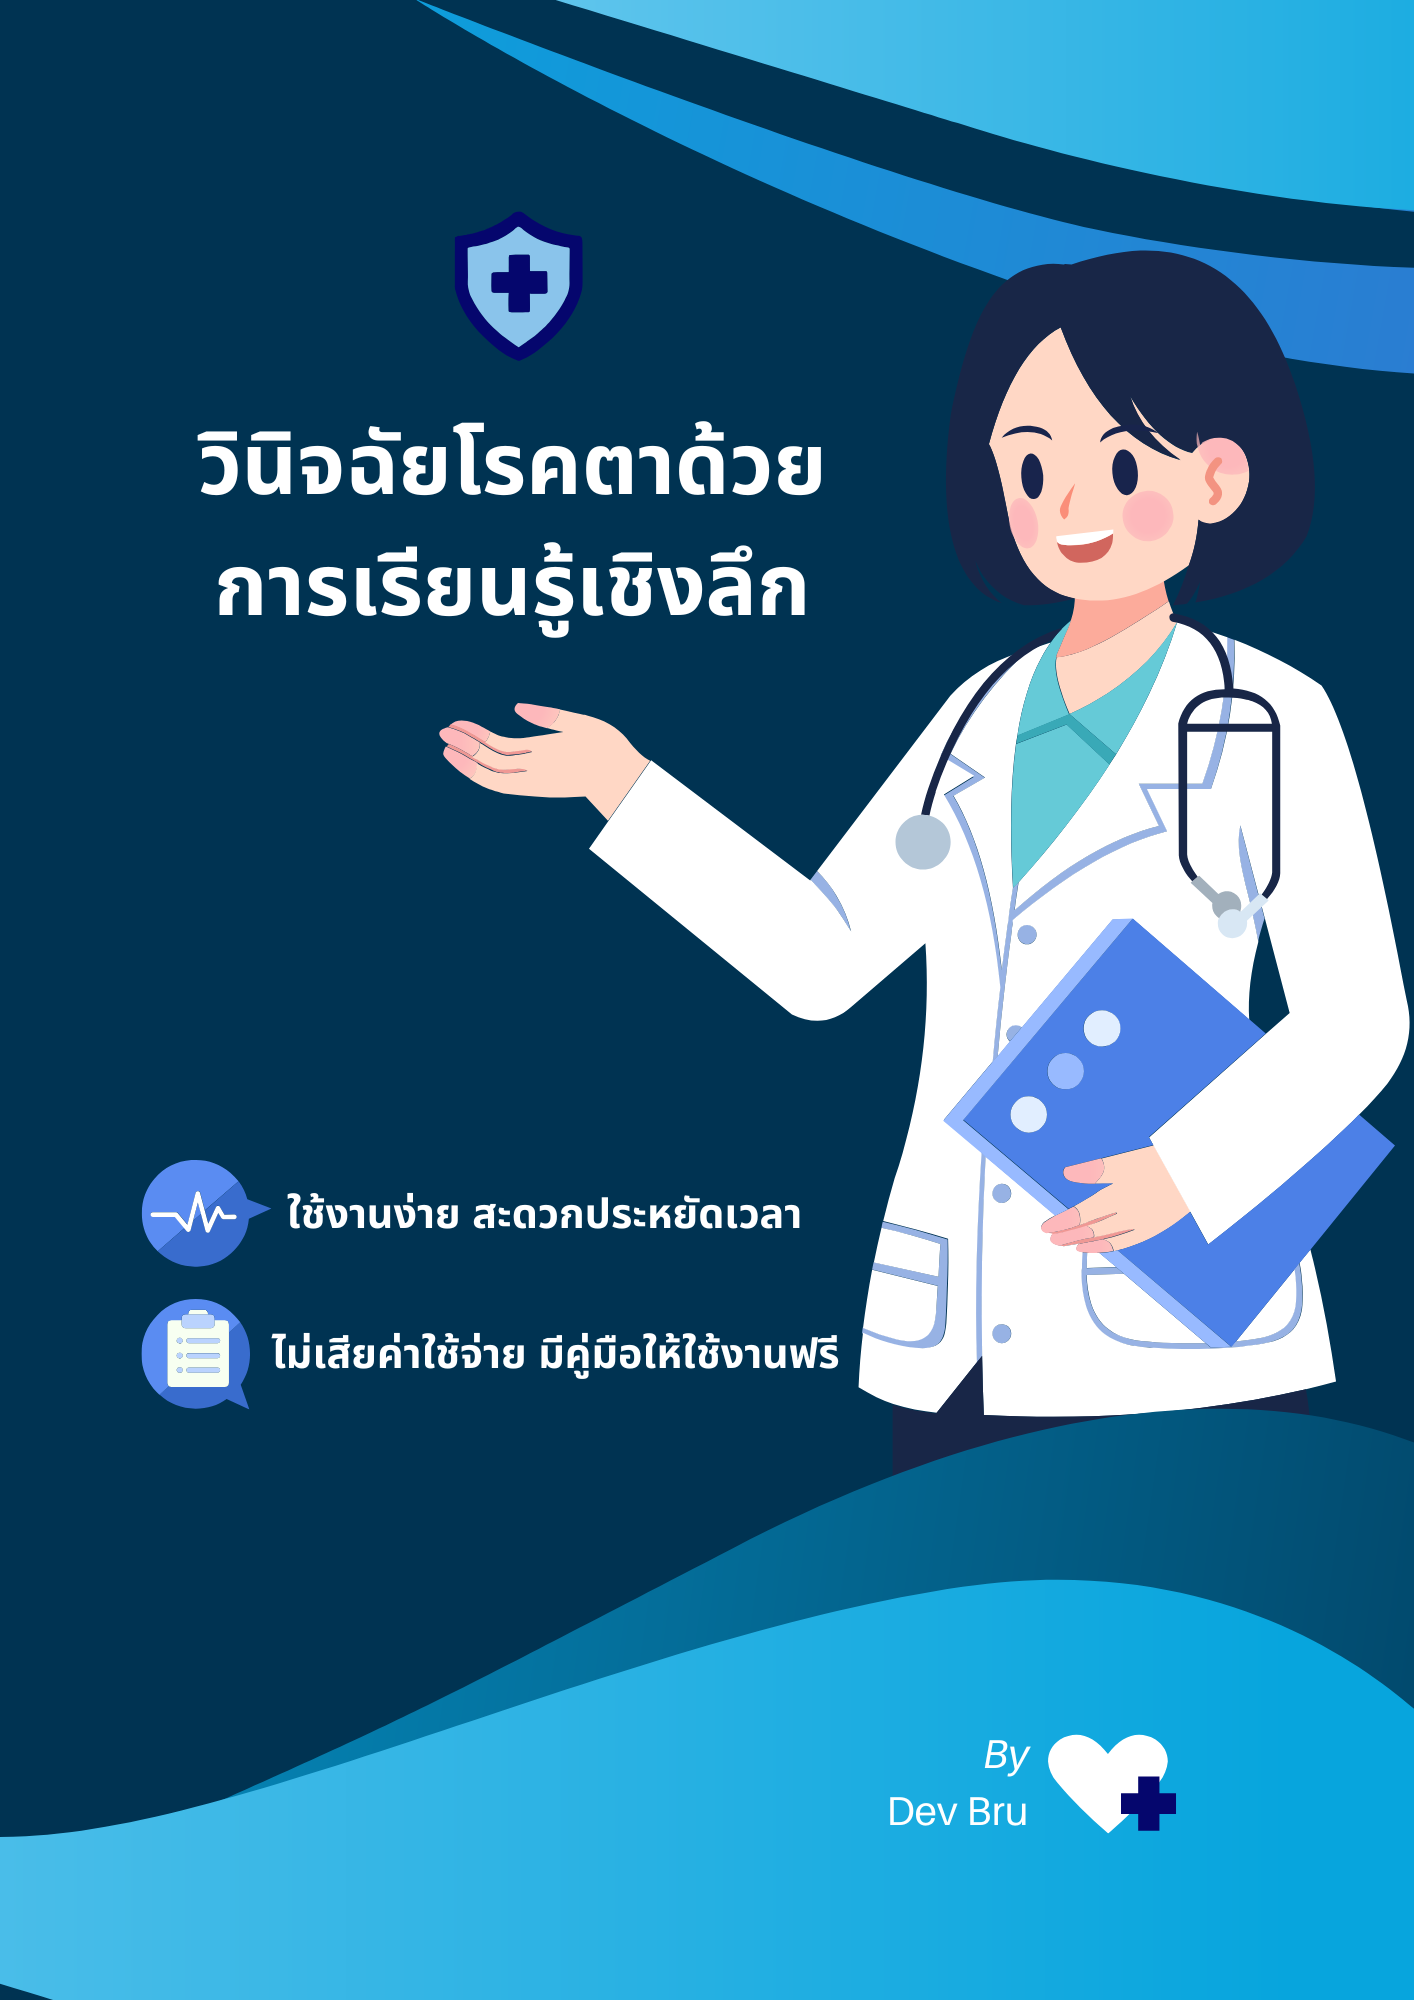 วินิจฉัยโรคตาด้วย
การเรียนรู้เชิงลึก
ใช้งานง่าย สะดวกประหยัดเวลา
ไม่เสียค่าใช้จ่าย มีคู่มือให้ใช้งานฟรี
By
Dev Bru